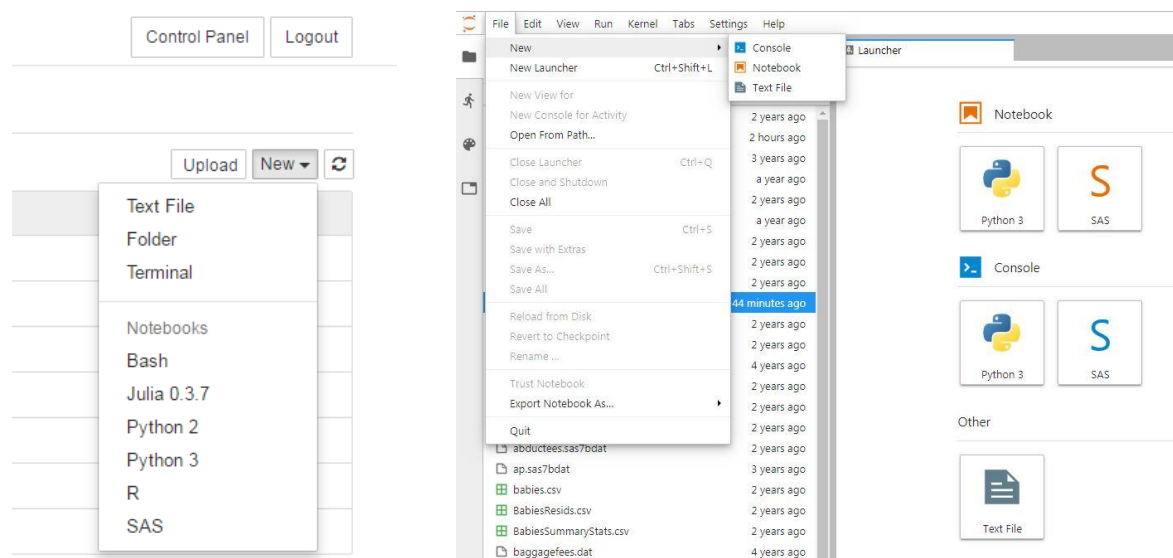 Control Panel Logout
Upload New
Text File
Folder
Terminal
Notebooks
Bash
Julia 0.3.7
Python 2
Python 3
R
SAS
File Edit View Run Kernel Tabs Settings Help
New
New Launcher Ctrl+Shift+L
New View for
New Console for Activity
Open From Path...
Close Launcher Ctrl+Q
Close and Shutdown
Close All
Save Ctrl+S
Save with Extras
Save As... Ctrl+Shift+S
Save All
Reload from Disk
Revert to Checkpoint
Rename ...
Trust Notebook
Export Notebook As...
Quit
Console
Notebook
Text File
2 years ago
2 hours ago
3 years ago
a year ago
2 years ago
a year ago
2 years ago
2 years ago
2 years ago
44 minutes ago
2 years ago
2 years ago
4 years ago
2 years ago
2 years ago
2 years ago
abductees.sas7bdat 2 years ago
ap.sas7bdat 3 years ago
babies.csv 2 years ago
BabiesResids.csv 2 years ago
BabiesSummaryStats.csv 2 years ago
baggagefees.dat 4 years ago
Launcher
Notebook
Python 3
S
SAS
Console
Python 3
S
SAS
Other
Text File